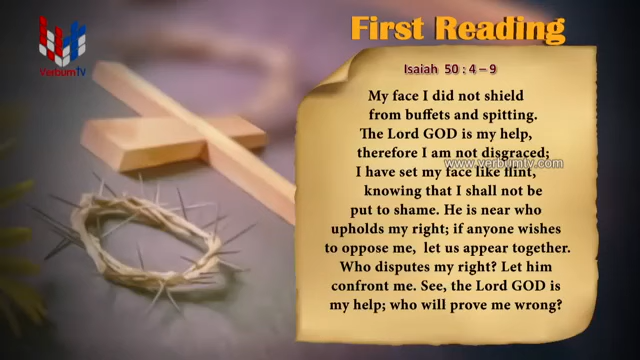 First Reading
VerbumTV
Isaiah 50 : 4 – 9
My face I did not shield
from buffets and spitting.
The Lord GOD is my help,
therefore I am not disgraced;
www.verbumtv.com
I have set my face like flint,
knowing that I shall not be
put to shame. He is near who
upholds my right; if anyone wishes
to oppose me, let us appear together.
Who disputes my right? Let him
confront me. See, the Lord GOD is
my help; who will prove me wrong?